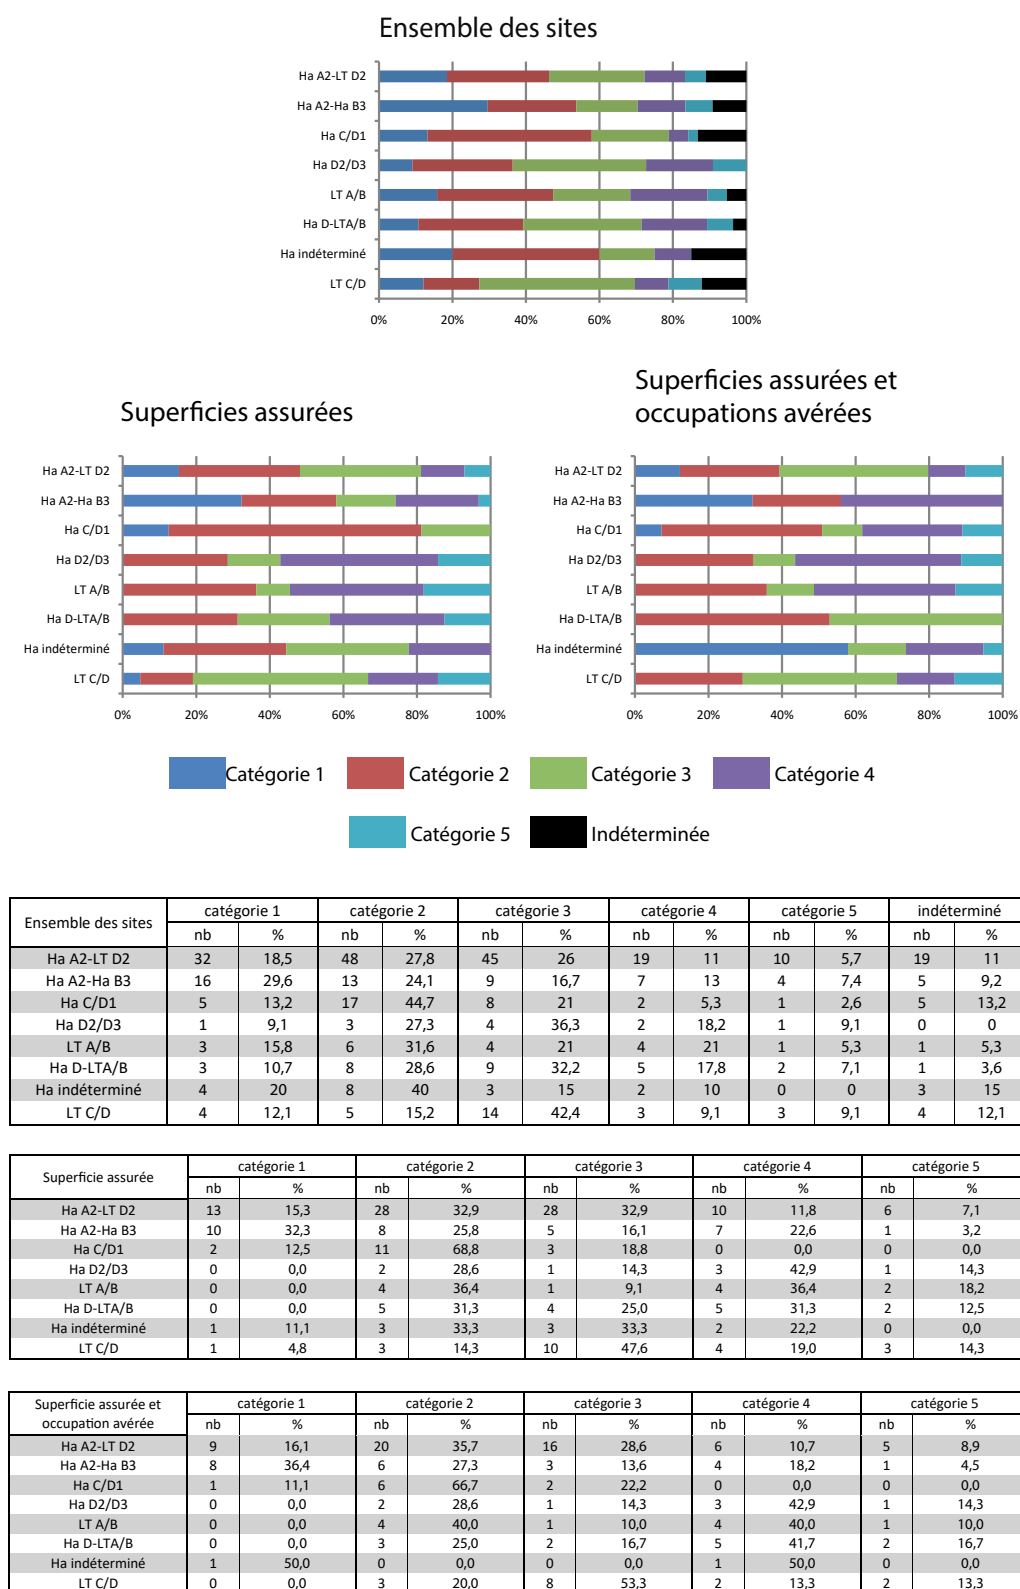 Ensemble des sites
Ha A2-LT D2
Ha A2-Ha B3
Ha C/D1
Ha D2/D3
LT A/B
Ha D-LTA/B
Ha indéterminé
LT C/D
0% 20% 40% 60% 80% 100%
Superficies assurées
Ha A2-LT D2
Ha A2-Ha B3
Ha C/D1
Ha D2/D3
LT A/B
Ha D-LTA/B
Ha indéterminé
LT C/D
0% 20% 40% 60% 80% 100%
Superficies assurées et
occupations avérées
Ha A2-LT D2
Ha A2-Ha B3
Ha C/D1
Ha D2/D3
LT A/B
Ha D-LTA/B
Ha indéterminé
LT C/D
0% 20% 40% 60% 80% 100%
Catégorie 1 Catégorie 2 Catégorie 3 Catégorie 4
Catégorie 5 Indéterminée
Ensemble des sites catégorie 1 catégorie 2 catégorie 3 catégorie 4 catégorie 5 indéterminé
nb % nb % nb % nb % nb % nb %
Ha A2-LT D2 32 18,5 48 27,8 45 26 19 11 10 5,7 19 11
Ha A2-Ha B3 16 29,6 13 24,1 9 16,7 7 13 4 7,4 5 9,2
Ha C/D1 5 13,2 17 44,7 8 21 2 5,3 1 2,6 5 13,2
Ha D2/D3 1 9,1 3 27,3 4 36,3 2 18,2 1 9,1 0 0
LT A/B 3 15,8 6 31,6 4 21 4 21 1 5,3 1 5,3
Ha D-LTA/B 3 10,7 8 28,6 9 32,2 5 17,8 2 7,1 1 3,6
Ha indéterminé 4 20 8 40 3 15 2 10 0 0 3 15
LT C/D 4 12,1 5 15,2 14 42,4 3 9,1 3 9,1 4 12,1
Superficie assurée catégorie 1 catégorie 2 catégorie 3 catégorie 4 catégorie 5
nb % nb % nb % nb % nb %
Ha A2-LT D2 13 15,3 28 32,9 28 32,9 10 11,8 6 7,1
Ha A2-Ha B3 10 32,3 8 25,8 5 16,1 7 22,6 1 3,2
Ha C/D1 2 12,5 11 68,8 3 18,8 0 0,0 0 0,0
Ha D2/D3 0 0,0 2 28,6 1 14,3 3 42,9 1 14,3
LT A/B 0 0,0 4 36,4 1 9,1 4 36,4 2 18,2
Ha D-LTA/B 0 0,0 5 31,3 4 25,0 5 31,3 2 12,5
Ha indéterminé 1 11,1 3 33,3 3 33,3 2 22,2 0 0,0
LT C/D 1 4,8 3 14,3 10 47,6 4 19,0 3 14,3
Superficie assurée et catégorie 1 catégorie 2 catégorie 3 catégorie 4 catégorie 5
occupation avérée nb % nb % nb % nb % nb %
Ha A2-LT D2 9 16,1 20 35,7 16 28,6 6 10,7 5 8,9
Ha A2-Ha B3 8 36,4 6 27,3 3 13,6 4 18,2 1 4,5
Ha C/D1 1 11,1 6 66,7 2 22,2 0 0,0 0 0,0
Ha D2/D3 0 0,0 2 28,6 1 14,3 3 42,9 1 14,3
LT A/B 0 0,0 4 40,0 1 10,0 4 40,0 1 10,0
Ha D-LTA/B 0 0,0 3 25,0 2 16,7 5 41,7 2 16,7
Ha indéterminé 1 50,0 0 0,0 0 0,0 1 50,0 0 0,0
LT C/D 0 0,0 3 20,0 8 53,3 2 13,3 2 13,3